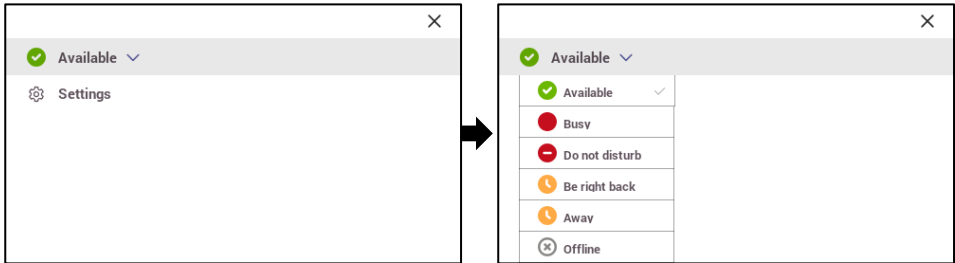 Available
Settings
Available
Available
Busy
Do not disturb
Be right back
Away
Offline